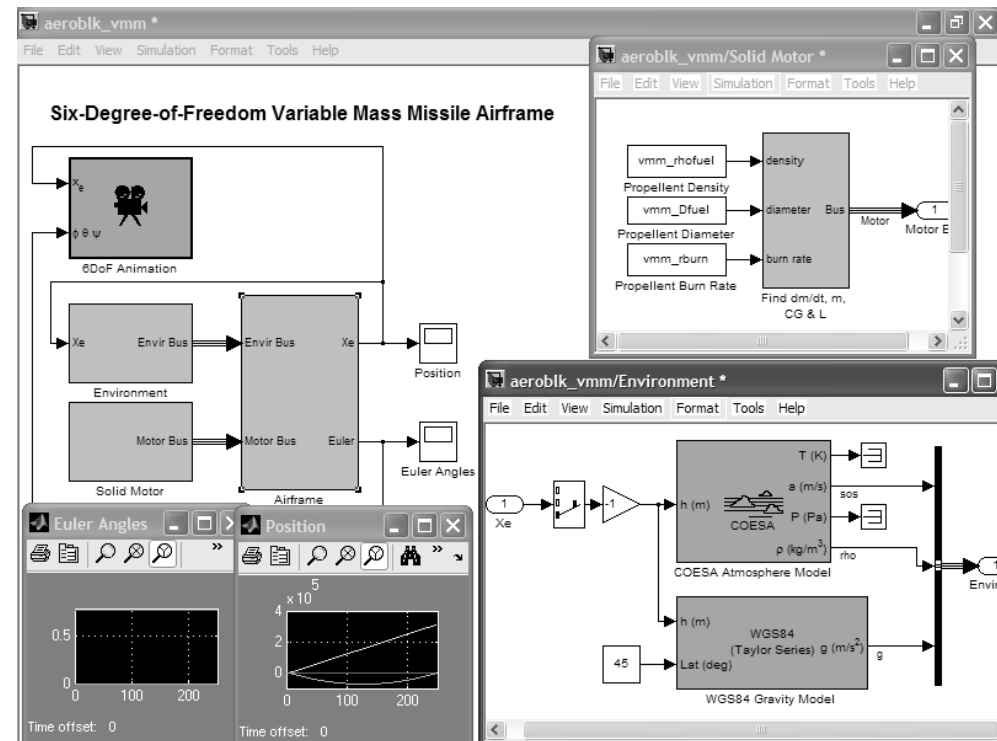 aeroblk_vmm *
File Edit View Simulation Format Tools Help
Six-Degree-of-Freedom Variable Mass Missile Airframe
Xe
ϕ θ ψ
6DoF Animation
Xe
Envir Bus
Environment
Motor Bus
Solid Motor
Envir Bus
Xe
Motor Bus
Euler
Airframe
Position
Euler Angles
aeroblk_vmm/Solid Motor *
File Edit View Simulation Format Tools Help
vmm_rhofuel
Propellent Density
vmm_Dfuel
Propellent Diameter
vmm_rburn
Propellent Burn Rate
density
diameter
Bus
burn rate
Find dm/dt, m,
CG & L
Motor
1
Motor B
aeroblk_vmm/Environment *
File Edit View Simulation Format Tools Help
1
Xe
-1
h (m)
COESA
T (K)
a (m/s)
P (Pa)
ρ (kg/m³)
COESA Atmosphere Model
sos
rho
h (m)
WGS84
(Taylor Series)
g (m/s²)
Lat (deg)
45
WGS84 Gravity Model
g
1
Envir
Euler Angles
»
0.5
0
0 100 200
Time offset: 0
Position
»
x 10⁵
4
2
0
0 100 200
Time offset: 0